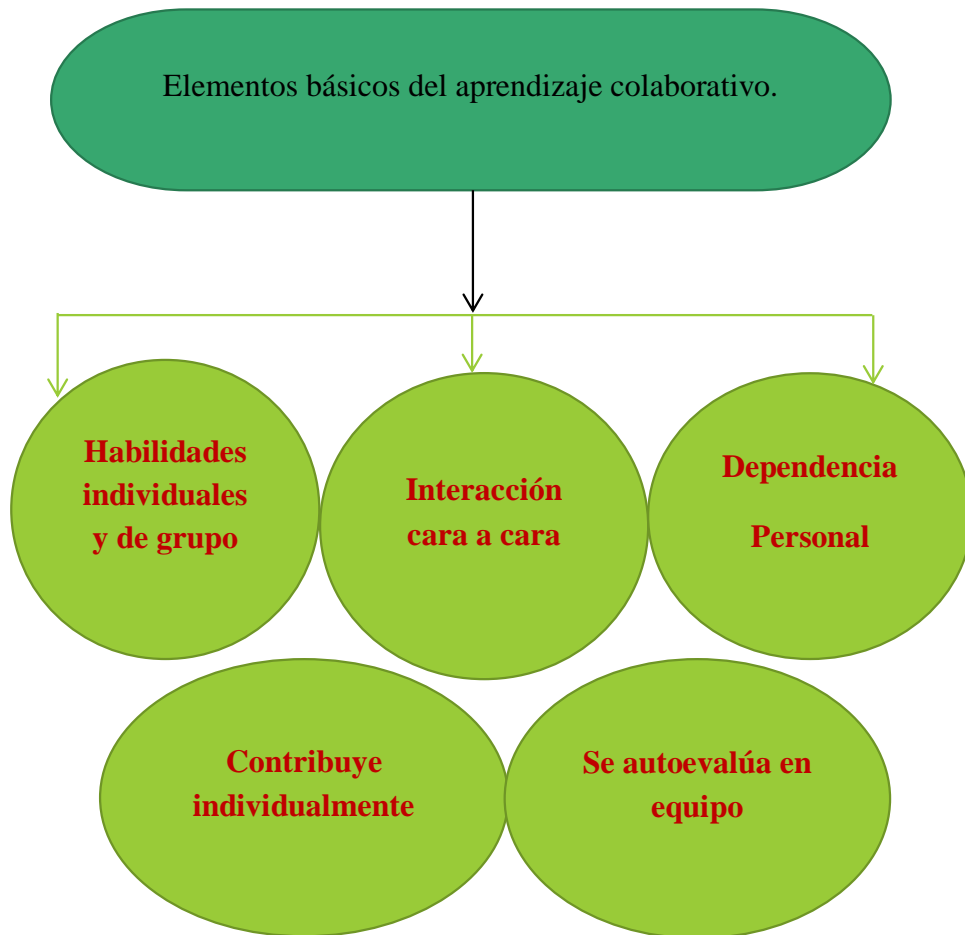 Elementos básicos del aprendizaje colaborativo.
Habilidades
individuales
y de grupo
Interacción
cara a cara
Dependencia
Personal
Contribuye
individualmente
Se autoevalúa en
equipo